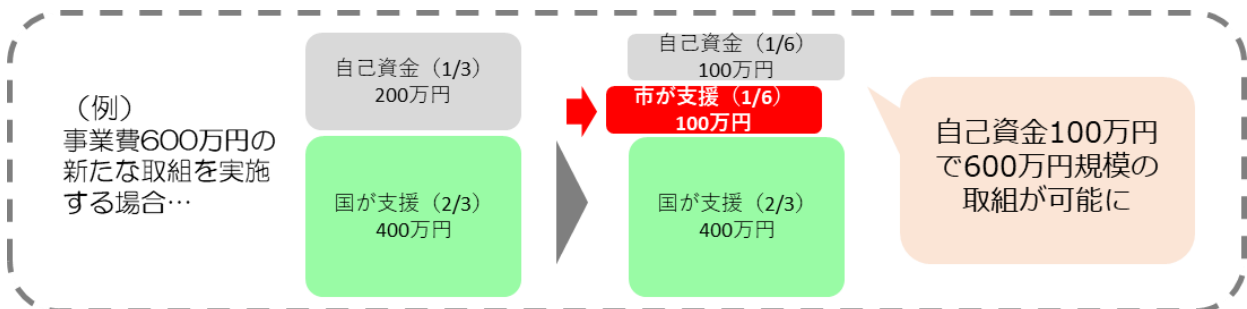 （例）
事業費600万円の
新たな取組を実施
する場合…
自己資金（1/3）
200万円
国が支援（2/3）
400万円
自己資金（1/6）
100万円
市が支援（1/6）
100万円
国が支援（2/3）
400万円
自己資金100万円
で600万円規模の
取組が可能に